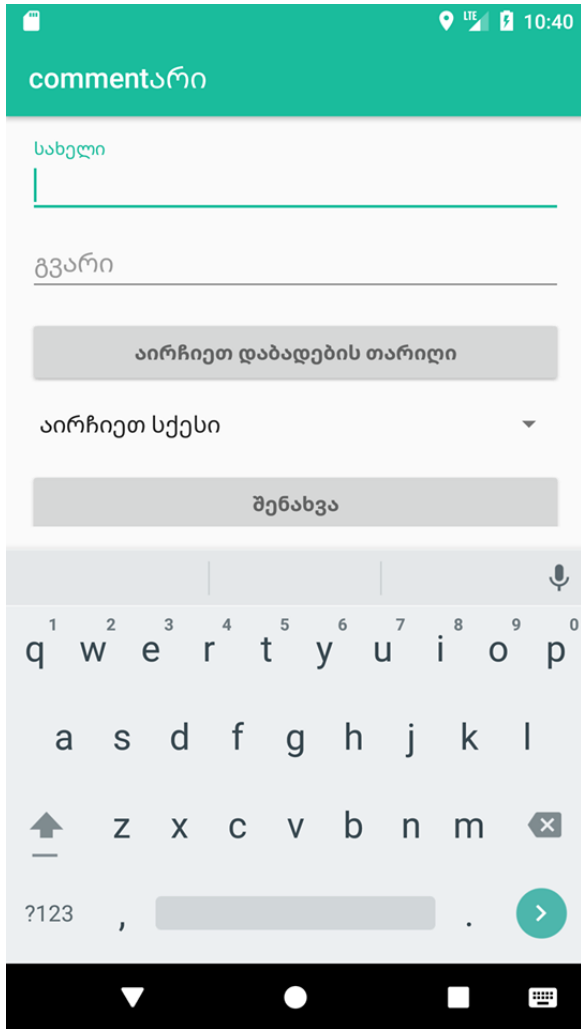 LTE 10:40
commentარი
სახელი
გვარი
აირჩიეთ დაბადების თარიღი
აირჩიეთ სქესი
შენახვა
1 2 3 4 5 6 7 8 9 0
q w e r t y u i o p
a s d f g h j k l
z x c v b n m
?123 , .